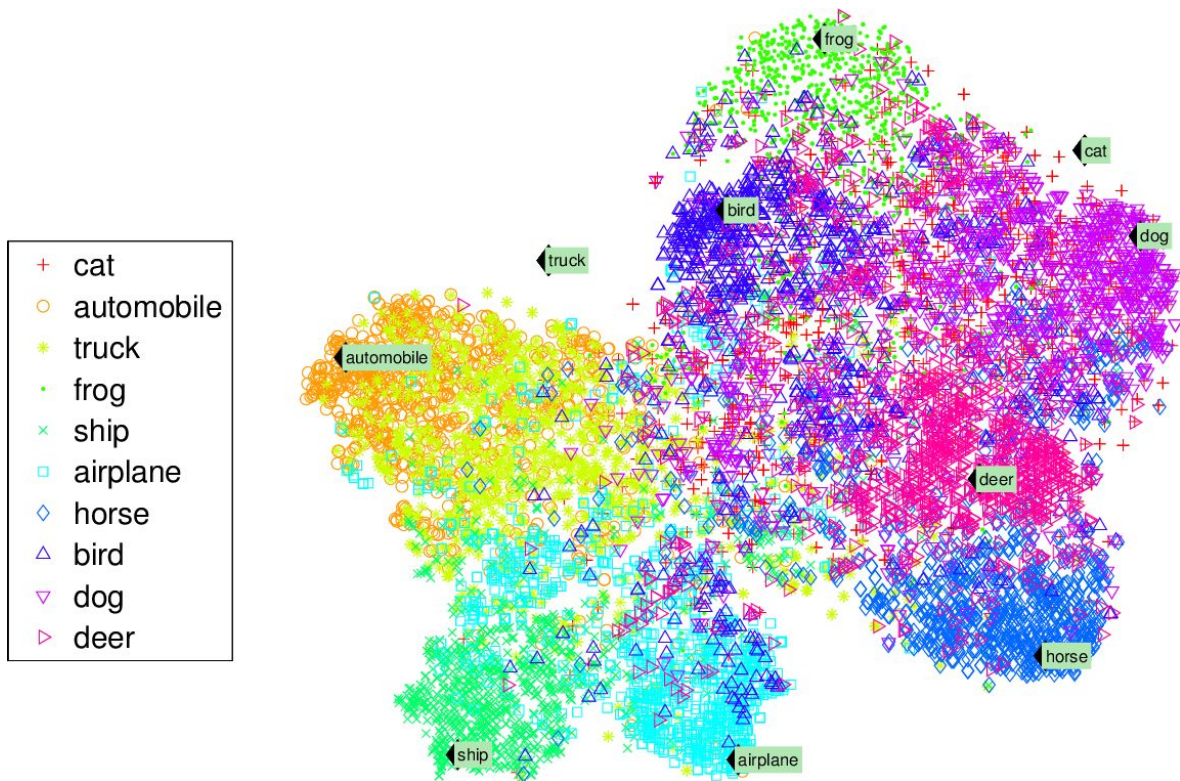 cat
automobile
truck
frog
ship
airplane
horse
bird
dog
deer
frog
cat
bird
dog
truck
automobile
deer
horse
ship
airplane